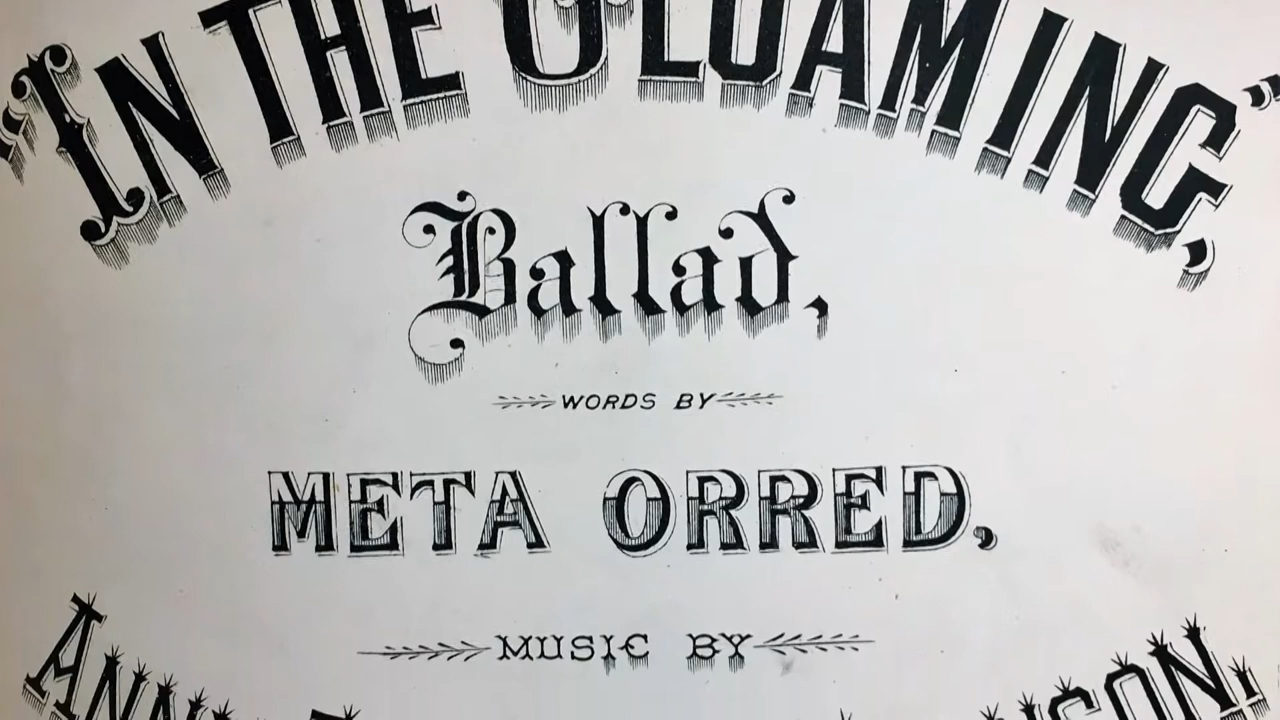 "IN THE GLOAMING,"
Ballad,
WORDS BY
META ORRED,
MUSIC BY